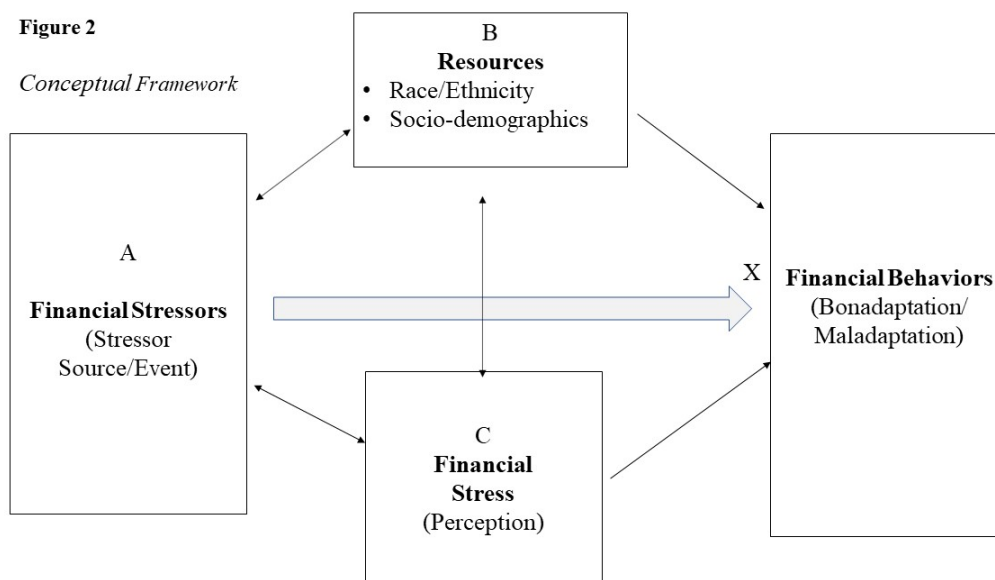 Figure 2
Conceptual Framework
B
Resources
• Race/Ethnicity
• Socio-demographics
A
Financial Stressors
(Stressor
Source/Event)
X
Financial Behaviors
(Bonadaptation/
Maladaptation)
C
Financial
Stress
(Perception)